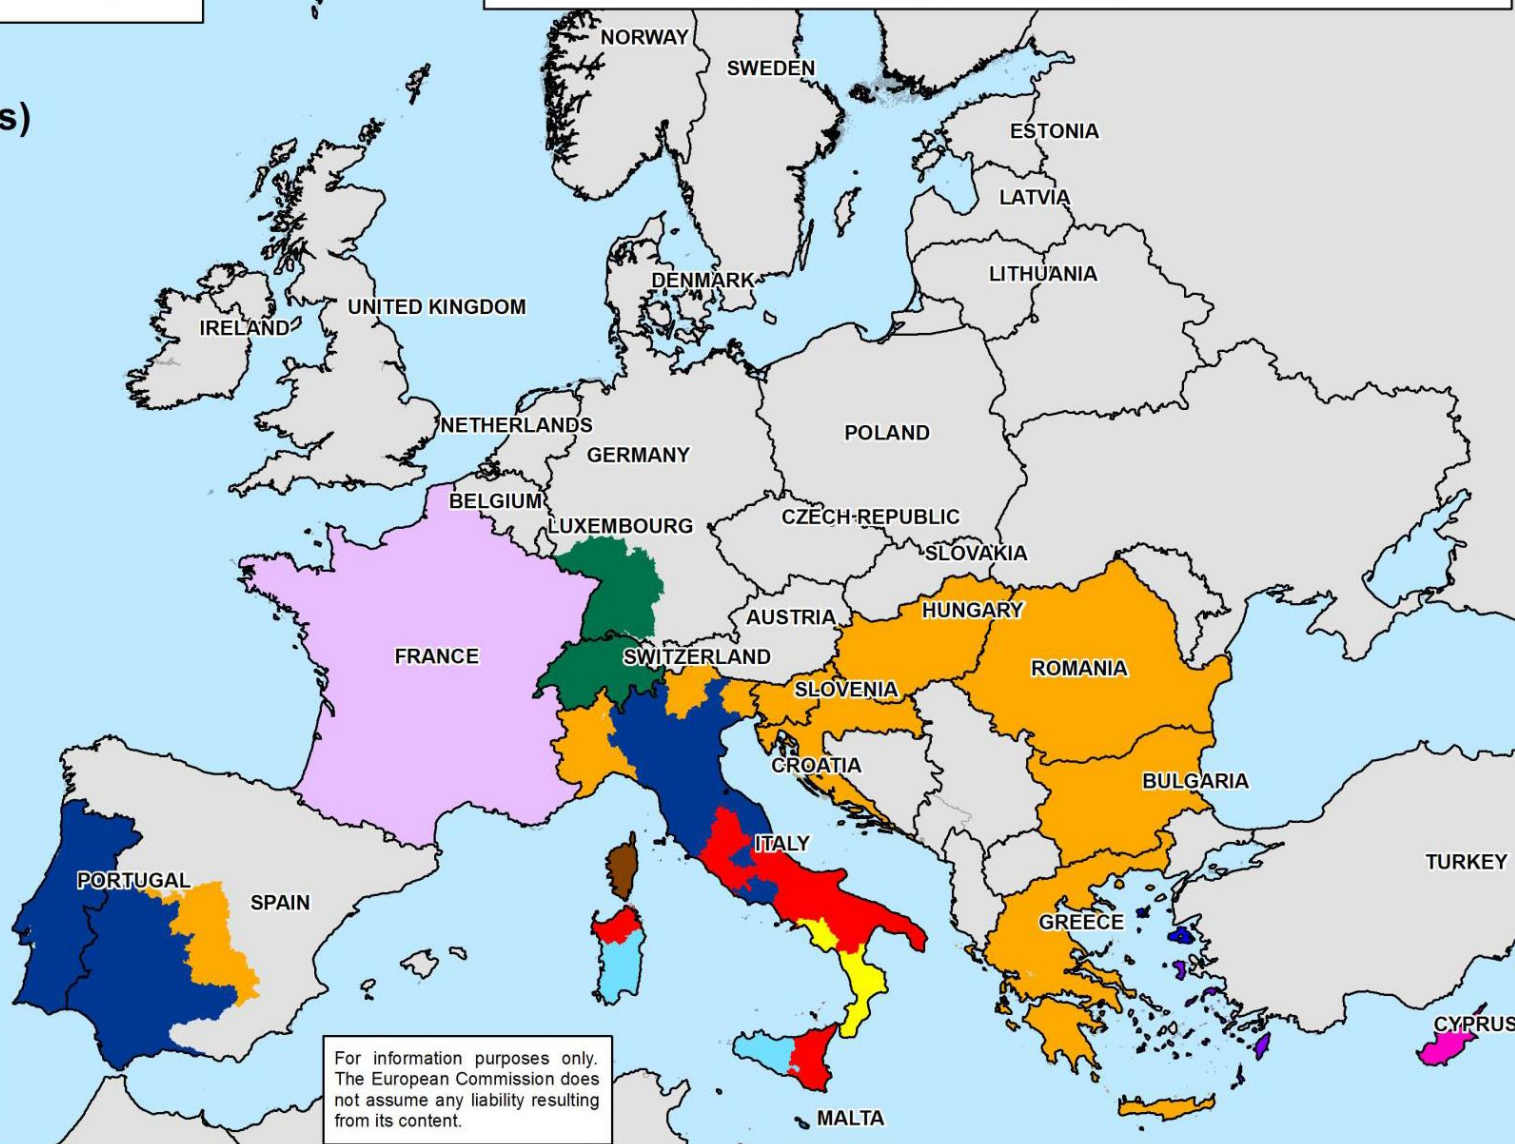 s)
NORWAY
SWEDEN
ESTONIA
LATVIA
LITHUANIA
DENMARK
UNITED KINGDOM
IRELAND
NETHERLANDS
POLAND
GERMANY
BELGIUM
CZECH REPUBLIC
LUXEMBOURG
SLOVAKIA
HUNGARY
AUSTRIA
FRANCE
SWITZERLAND
ROMANIA
SLOVENIA
CROATIA
BULGARIA
ITALY
TURKEY
PORTUGAL
SPAIN
GREECE
CYPRUS
For information purposes only.
The European Commission does
not assume any liability resulting
from its content.
MALTA